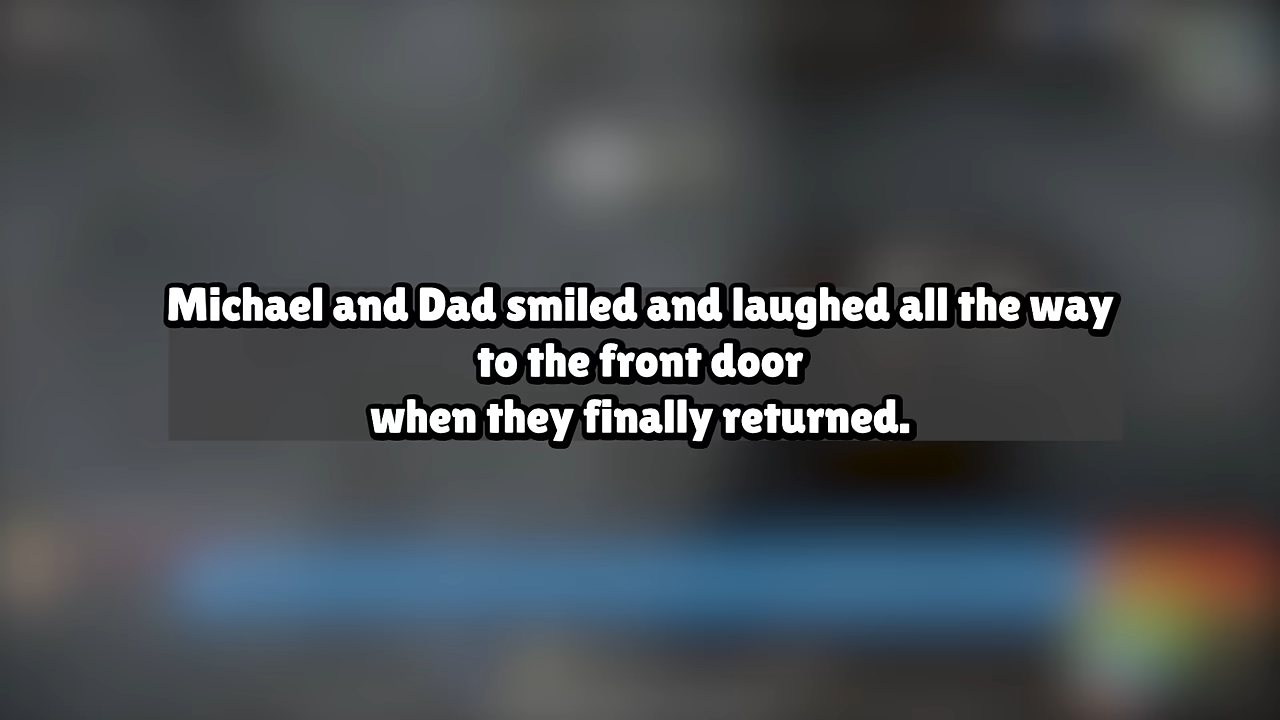 Michael and Dad smiled and laughed all the way
to the front door
when they finally returned.